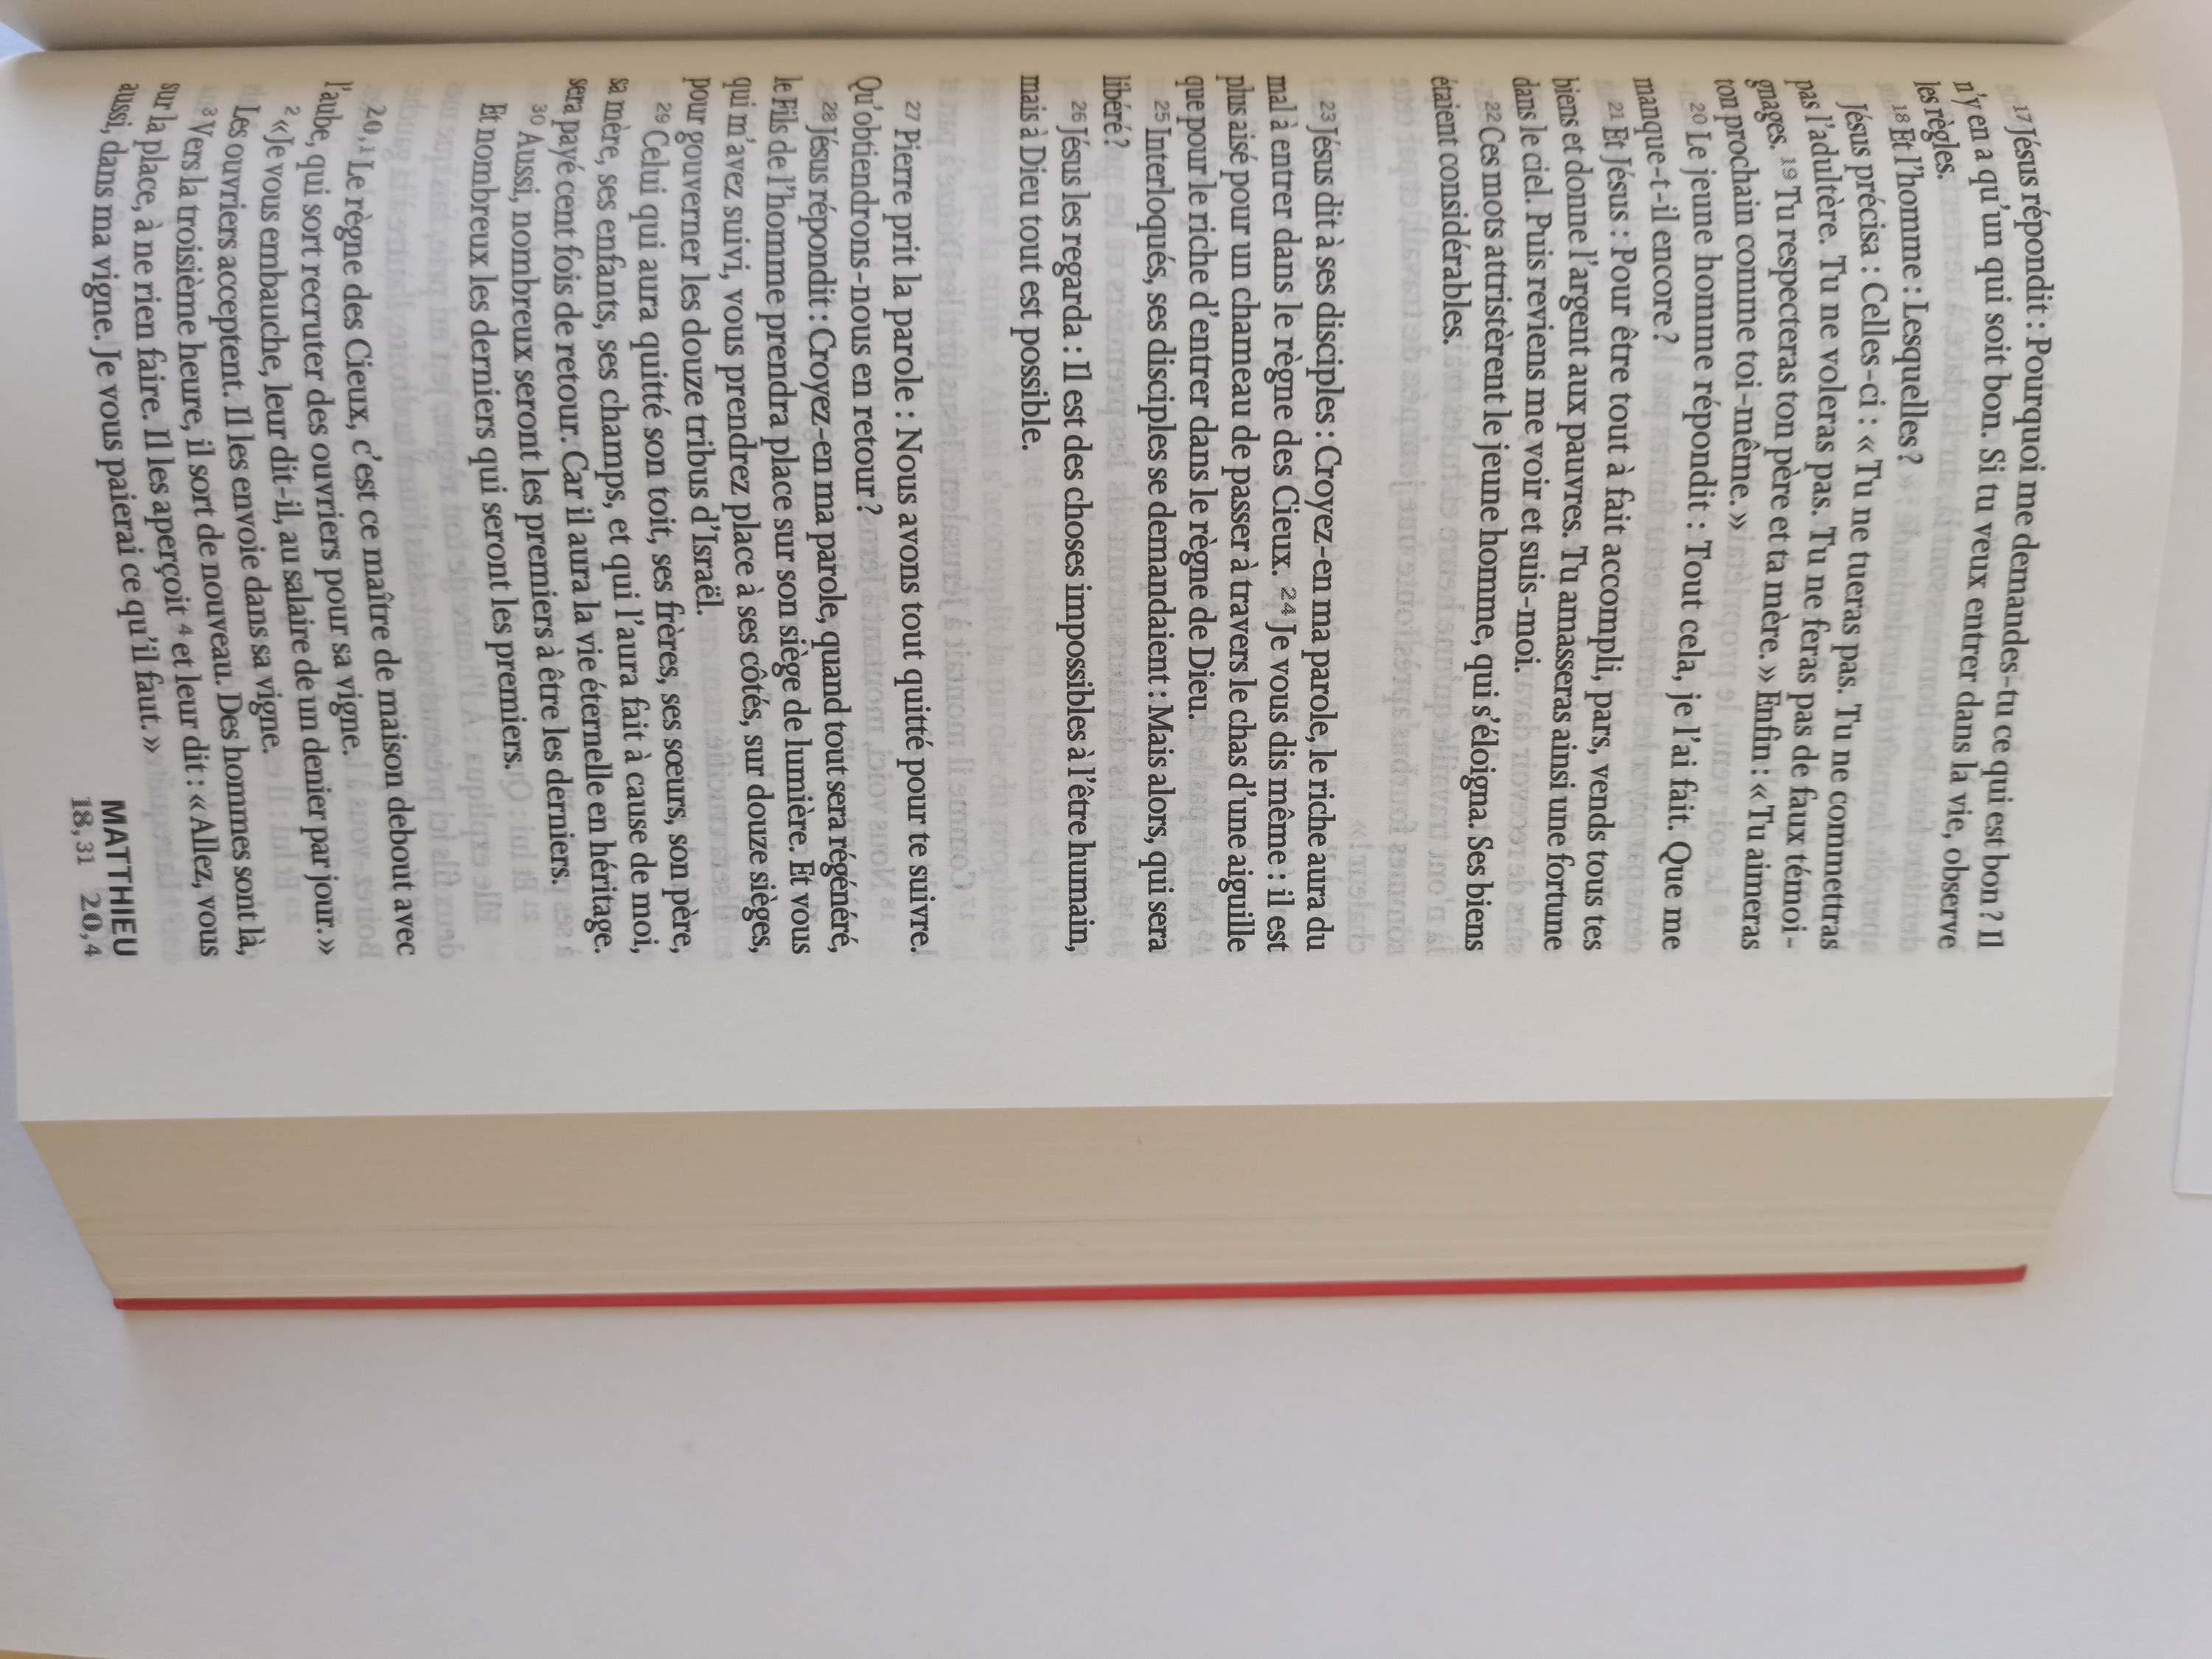 17 Jésus répondit : Pourquoi me demandes-tu ce qui est bon ? Il
n'y en a qu'un qui soit bon. Si tu veux entrer dans la vie, observe
les règles.
18 Et l'homme : Lesquelles ?
Jésus précisa : Celles-ci : « Tu ne tueras pas. Tu ne commettras
pas l'adultère. Tu ne voleras pas. Tu ne feras pas de faux témoi-
gnages. 19 Tu respecteras ton père et ta mère. » Enfin : « Tu aimeras
ton prochain comme toi-même. »
20 Le jeune homme répondit : Tout cela, je l'ai fait. Que me
manque-t-il encore ?
21 Et Jésus : Pour être tout à fait accompli, pars, vends tous tes
biens et donne l'argent aux pauvres. Tu amasseras ainsi une fortune
dans le ciel. Puis reviens me voir et suis-moi.
22 Ces mots attristèrent le jeune homme, qui s'éloigna. Ses biens
étaient considérables.
23 Jésus dit à ses disciples : Croyez-en ma parole, le riche aura du
mal à entrer dans le règne des Cieux. 24 Je vous dis même : il est
plus aisé pour un chameau de passer à travers le chas d'une aiguille
que pour le riche d'entrer dans le règne de Dieu.
25 Interloqués, ses disciples se demandaient : Mais alors, qui sera
libéré ?
26 Jésus les regarda : Il est des choses impossibles à l'être humain,
mais à Dieu tout est possible.
27 Pierre prit la parole : Nous avons tout quitté pour te suivre.
Qu'obtiendrons-nous en retour ?
28 Jésus répondit : Croyez-en ma parole, quand tout sera régénéré,
le Fils de l'homme prendra place sur son siège de lumière. Et vous
qui m'avez suivi, vous prendrez place à ses côtés, sur douze sièges,
pour gouverner les douze tribus d'Israël.
29 Celui qui aura quitté son toit, ses frères, ses sœurs, son père,
sa mère, ses enfants, ses champs, et qui l'aura fait à cause de moi,
sera payé cent fois de retour. Car il aura la vie éternelle en héritage.
30 Aussi, nombreux seront les premiers à être les derniers.
Et nombreux les derniers qui seront les premiers.
20,1 Le règne des Cieux, c'est ce maître de maison debout avec
l'aube, qui sort recruter des ouvriers pour sa vigne.
2 « Je vous embauche, leur dit-il, au salaire de un denier par jour. »
Les ouvriers acceptent. Il les envoie dans sa vigne.
3 Vers la troisième heure, il sort de nouveau. Des hommes sont là,
sur la place, à ne rien faire. Il les aperçoit 4 et leur dit : « Allez, vous
aussi, dans ma vigne. Je vous paierai ce qu'il faut. »
MATTHIEU
18,31 20,4